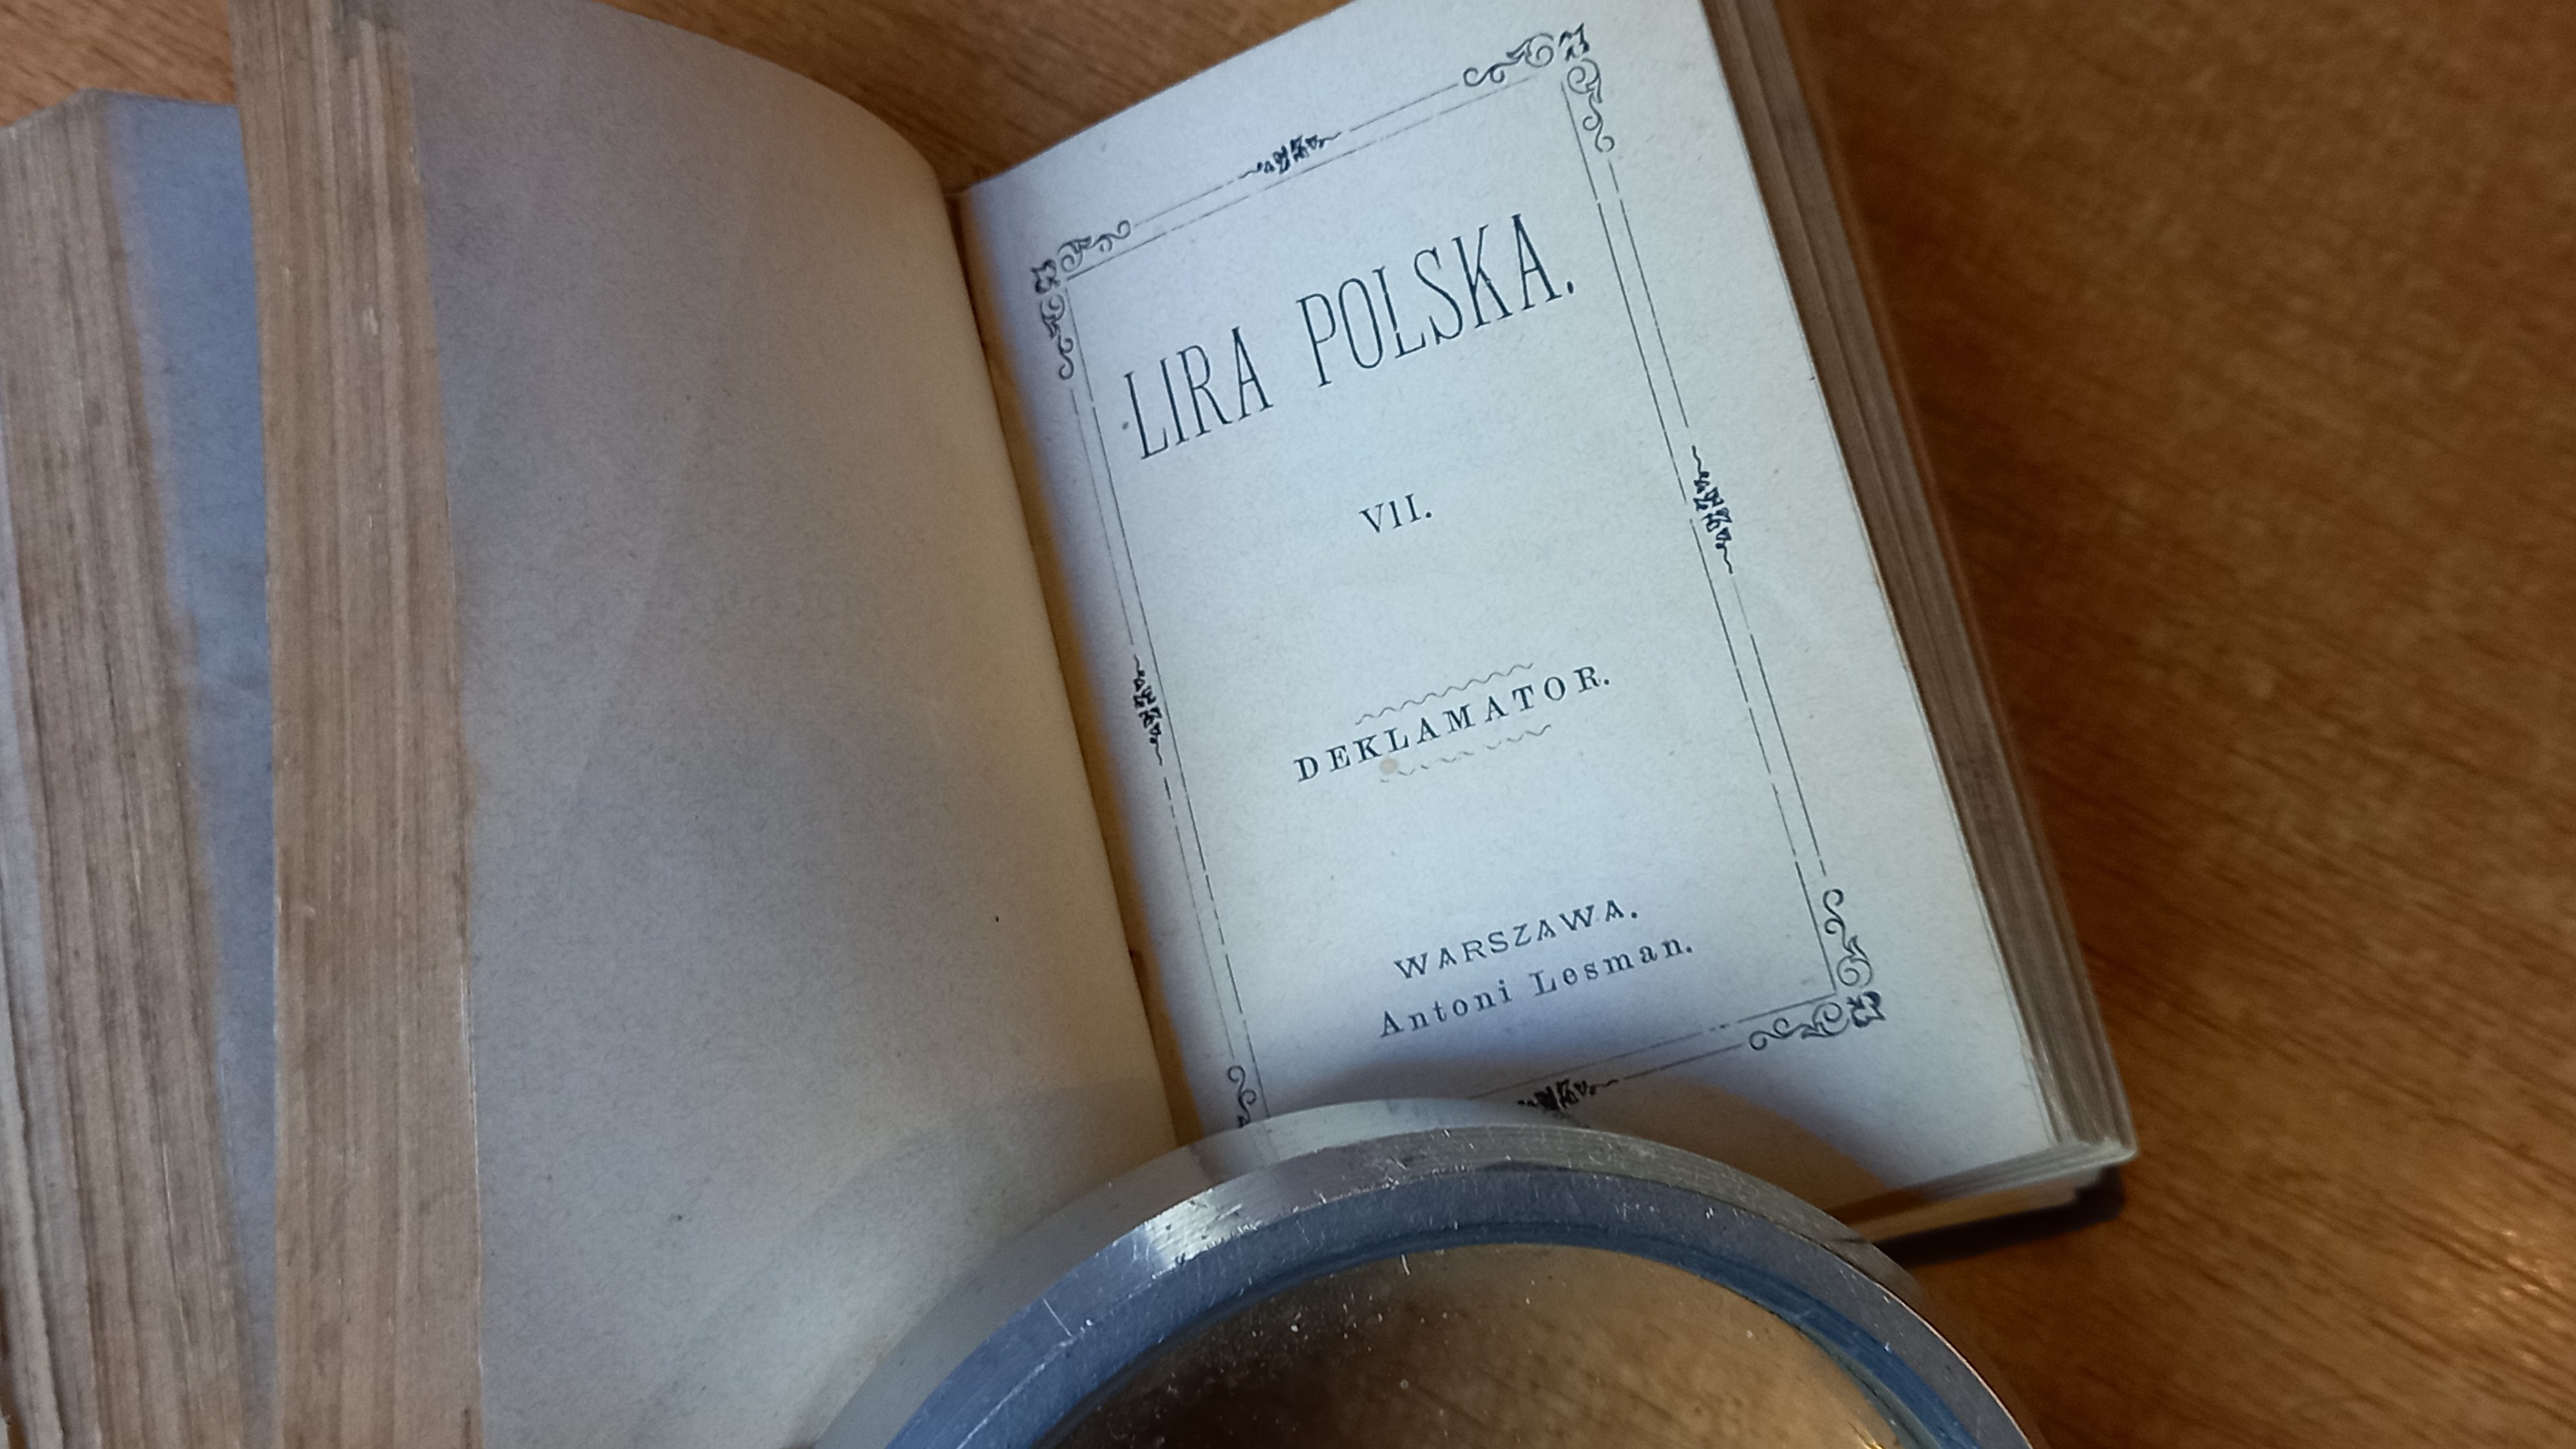 LIRA POLSKA.
VII.
DEKLAMATOR.
WARSZAWA.
Antoni Lesman.